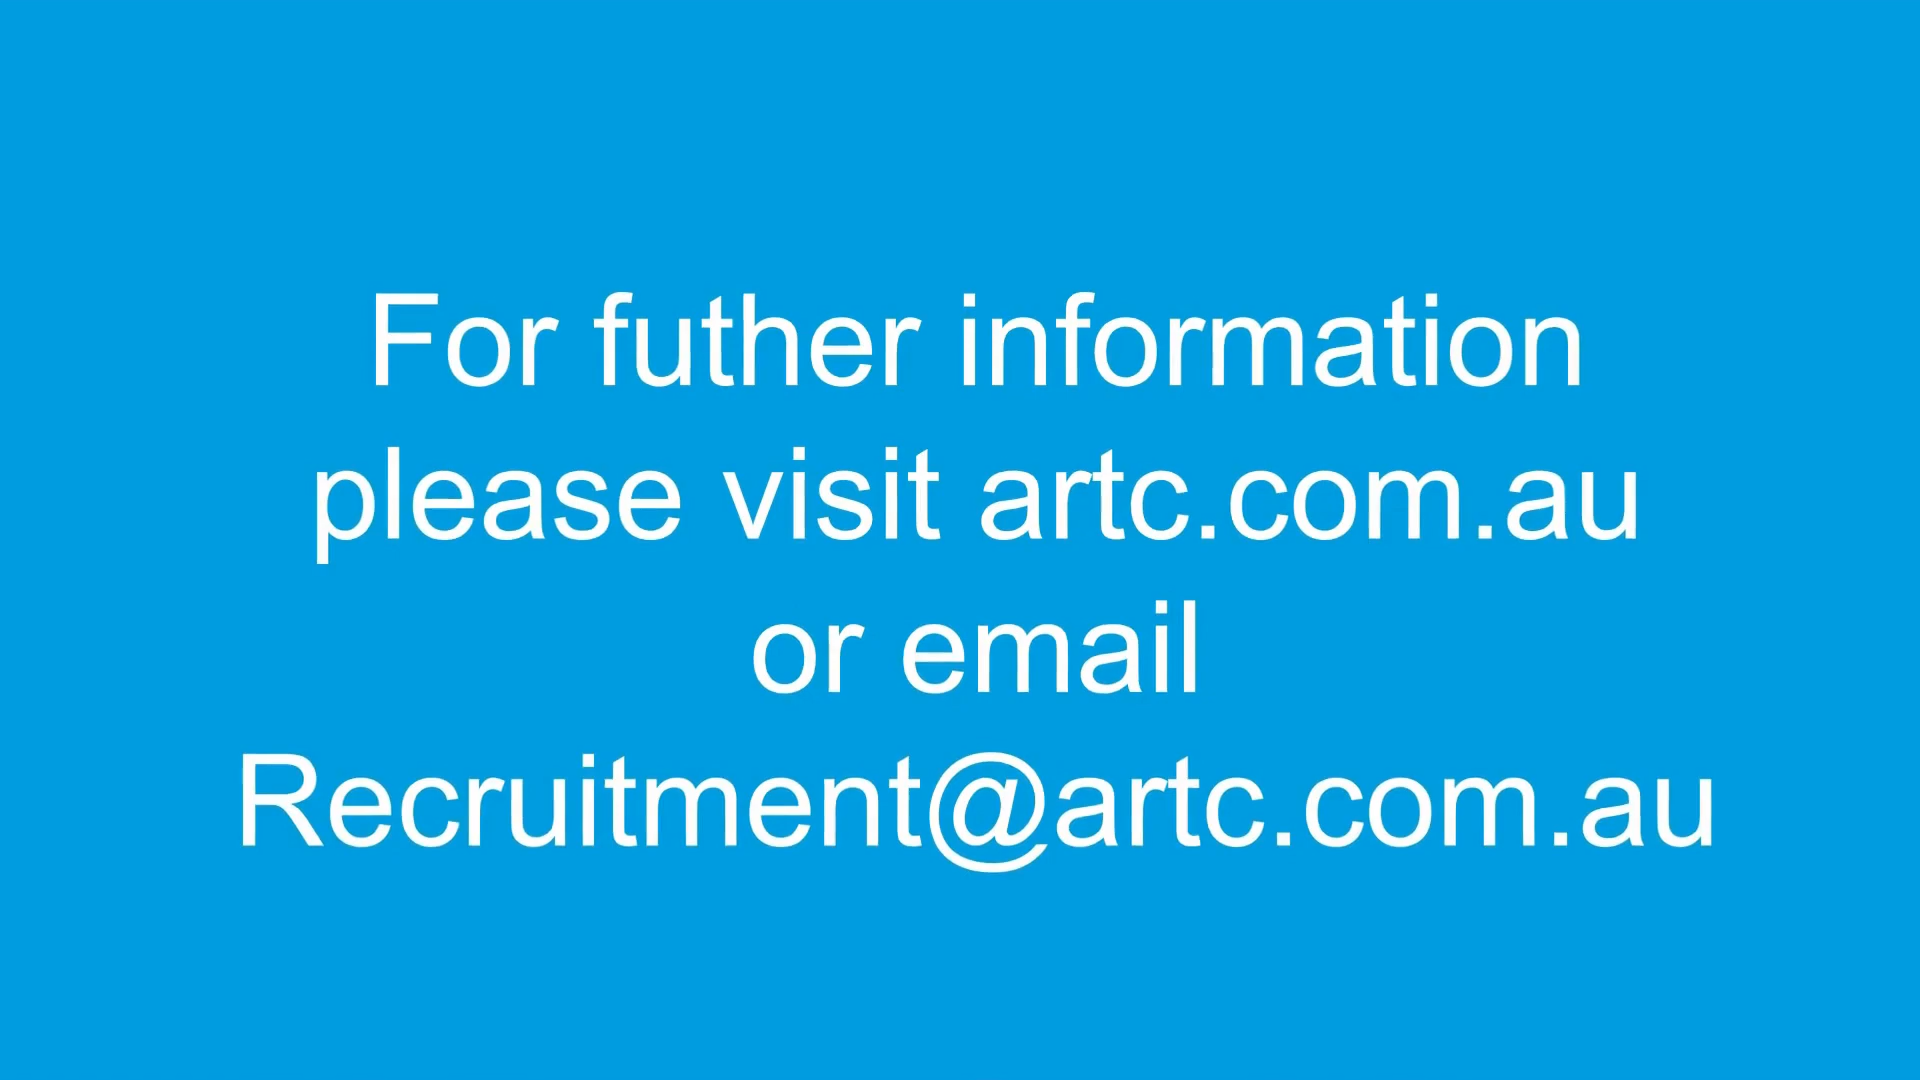 For futher information
please visit artc.com.au
or email
Recruitment@artc.com.au